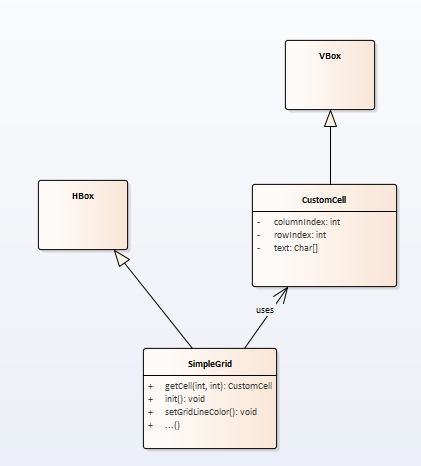 VBox
HBox
CustomCell
- columnIndex: int
- rowIndex: int
- text: Char[]
uses
SimpleGrid
+ getCell(int, int): CustomCell
+ init(): void
+ setGridLineColor(): void
+ ...()